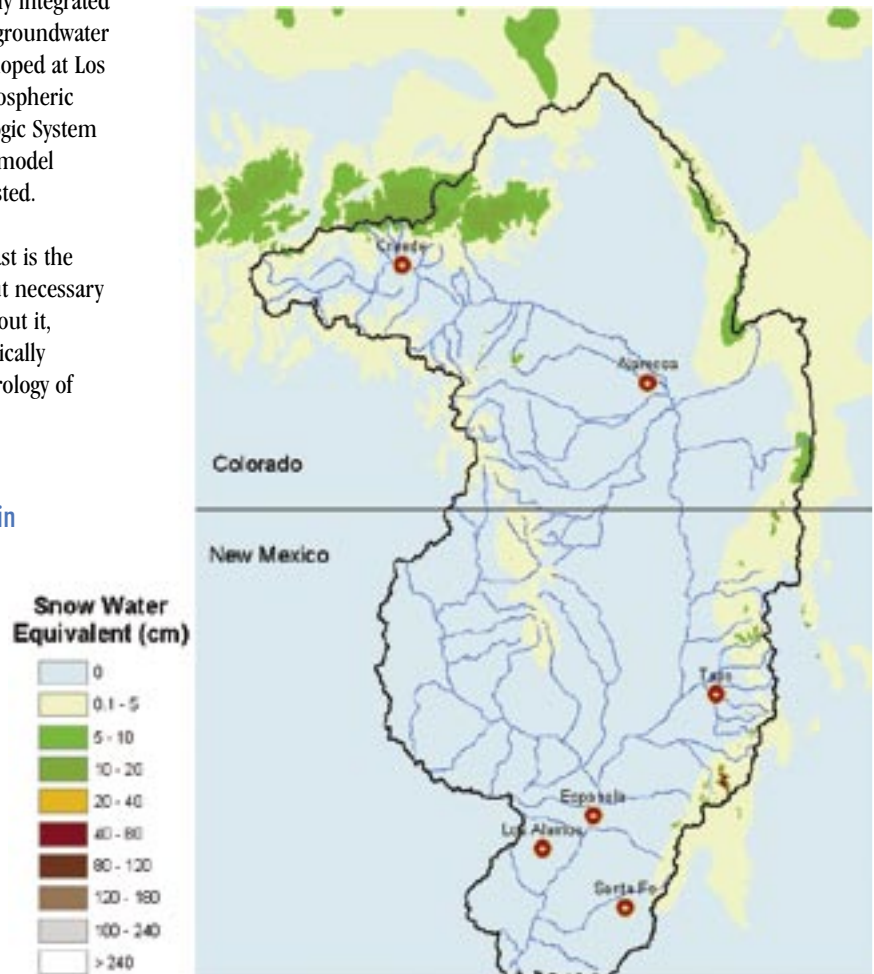 ly integrated
groundwater
oped at Los
ospheric
gic System
model
sted.
ast is the
ut necessary
out it,
ically
rology of
in
Snow Water
Equivalent (cm)
0
0.1 - 5
5 - 10
10 - 20
20 - 40
40 - 80
80 - 120
120 - 180
> 240
Creede
Alamosa
Colorado
New Mexico
Taos
Espanola
Los Alamos
Santa Fe